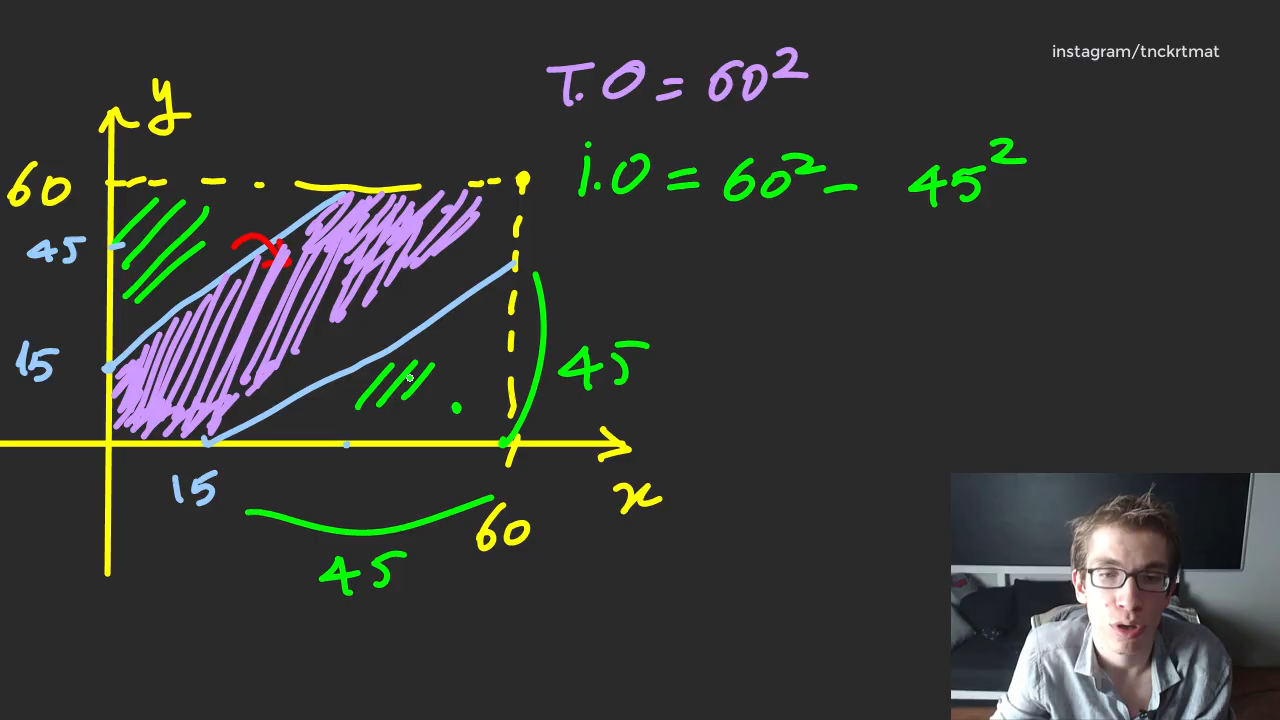 instagram/tnckrtmat
T.O = 60²
i.O = 60² - 45²
y
60
45
15
45
15
60
x
45